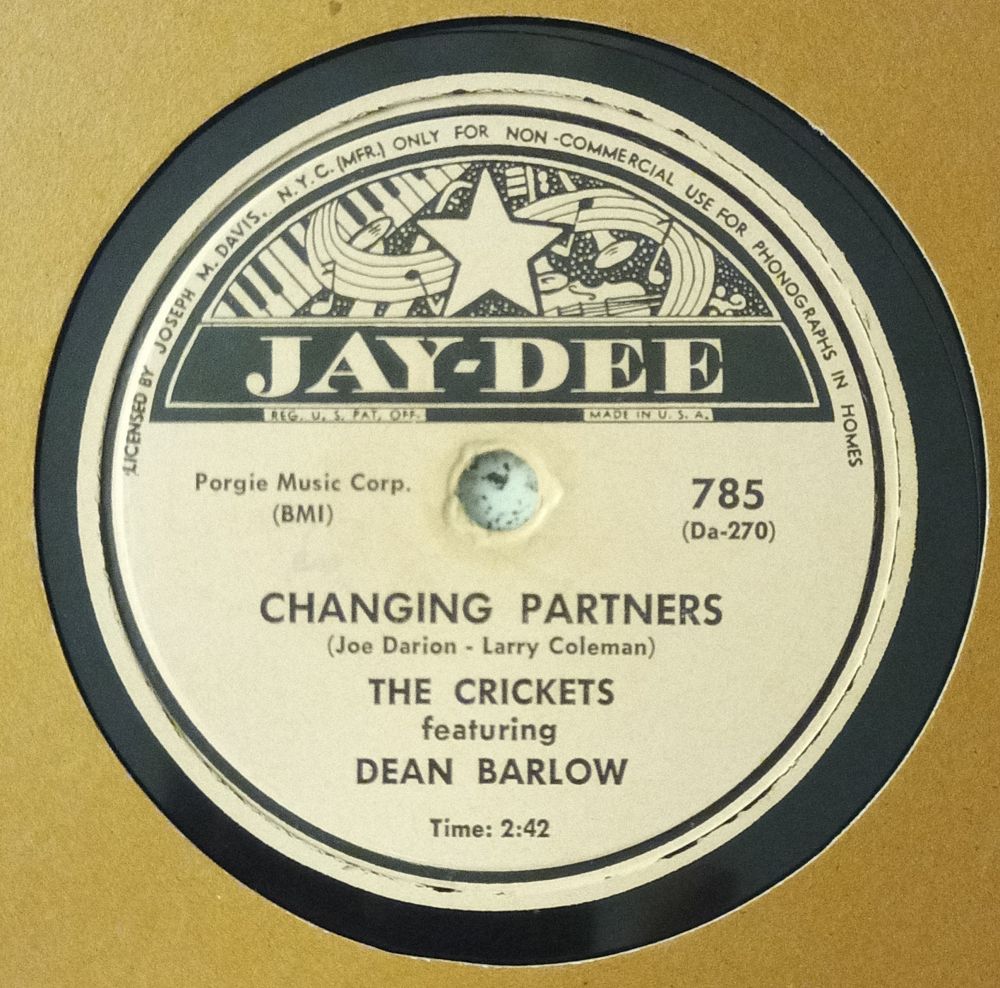 LICENSED BY JOSEPH M. DAVIS, N.Y.C. (MFR.) ONLY FOR NON-COMMERCIAL USE FOR PHONOGRAPHS IN HOMES
JAY-DEE
REG. U. S. PAT. OFF. MADE IN U. S. A.
Porgie Music Corp. 785
(BMI) (Da-270)
CHANGING PARTNERS
(Joe Darion - Larry Coleman)
THE CRICKETS
featuring
DEAN BARLOW
Time: 2:42